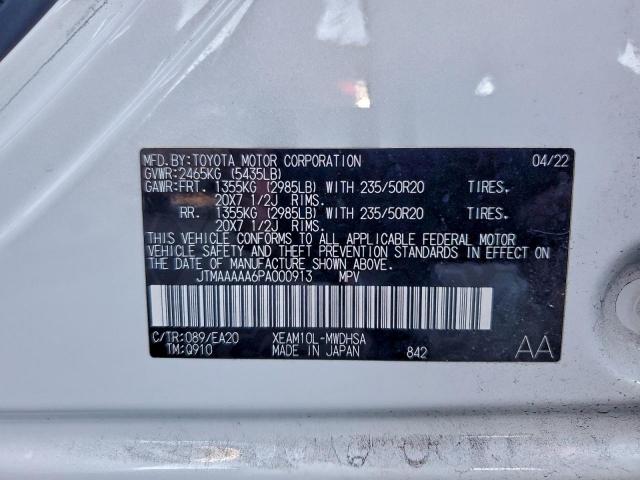 MFD.BY:TOYOTA MOTOR CORPORATION 04/22
GVWR:2465KG (5435LB)
GAWR:FRT. 1355KG (2985LB) WITH 235/50R20 TIRES.
20X7 1/2J RIMS.
RR. 1355KG (2985LB) WITH 235/50R20 TIRES.
20X7 1/2J RIMS.
THIS VEHICLE CONFORMS TO ALL APPLICABLE FEDERAL MOTOR
VEHICLE SAFETY AND THEFT PREVENTION STANDARDS IN EFFECT ON
THE DATE OF MANUFACTURE SHOWN ABOVE.
JTMAAAAA6PA000913 MPV
C/TR:089/EA20 XEAM10L-MWDHSA
TM:Q910 MADE IN JAPAN 842 AA